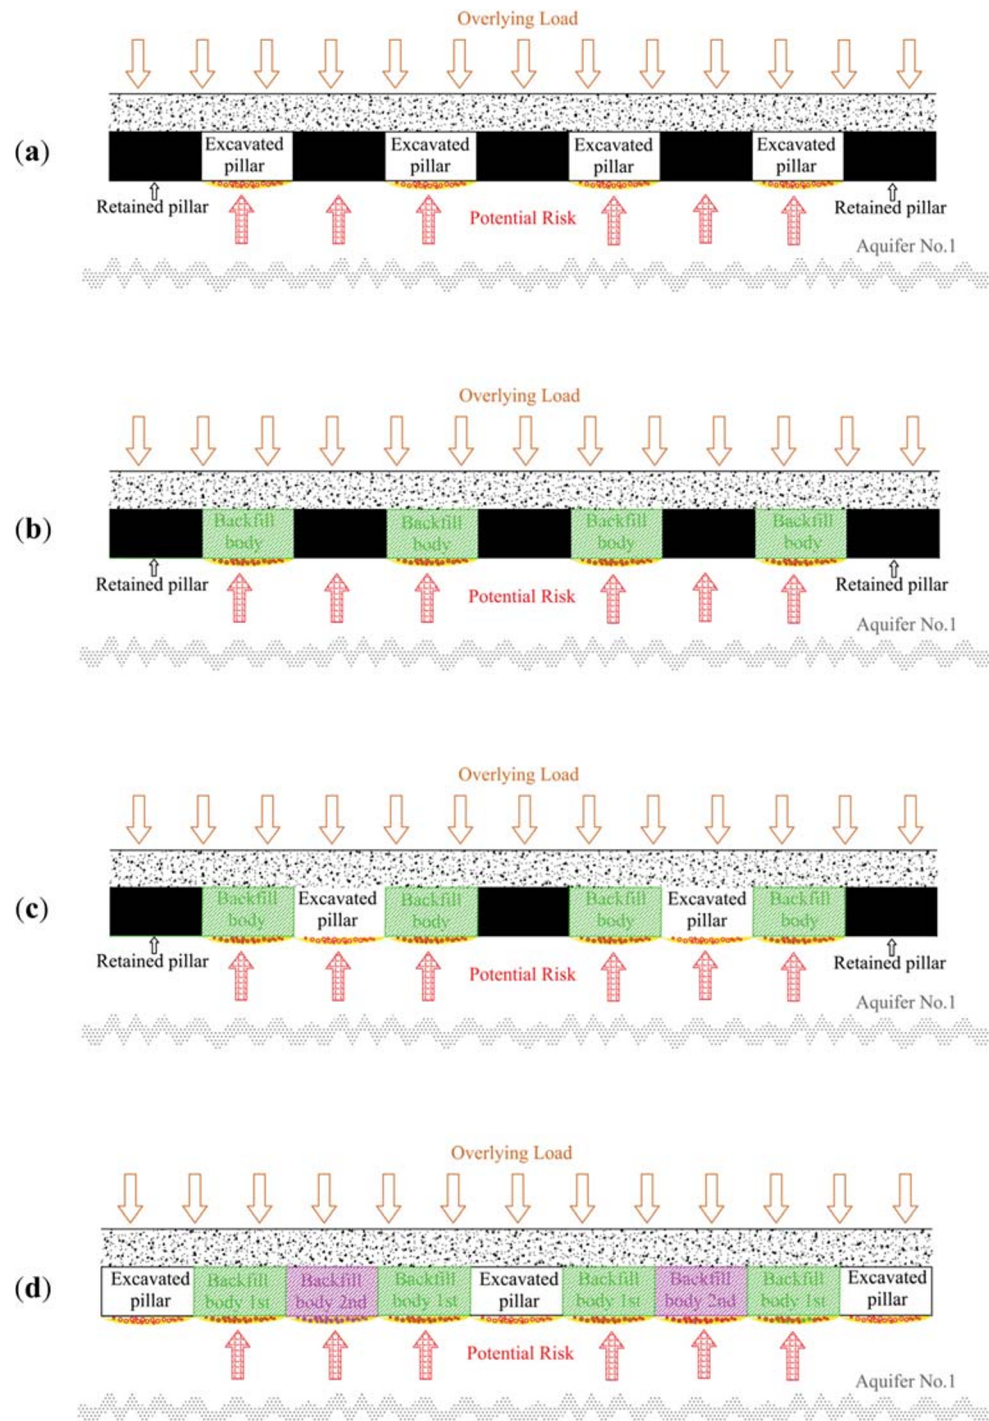 Overlying Load
(a)
Excavated
pillar
Excavated
pillar
Excavated
pillar
Excavated
pillar
Retained pillar
Potential Risk
Retained pillar
Aquifer No.1
Overlying Load
(b)
Backfill
body
Backfill
body
Backfill
body
Backfill
body
Retained pillar
Potential Risk
Retained pillar
Aquifer No.1
Overlying Load
(c)
Backfill
body
Excavated
pillar
Backfill
body
Backfill
body
Excavated
pillar
Backfill
body
Retained pillar
Potential Risk
Retained pillar
Aquifer No.1
Overlying Load
(d)
Excavated
pillar
Backfill
body 1st
Backfill
body 2nd
Backfill
body 1st
Excavated
pillar
Backfill
body 1st
Backfill
body 2nd
Backfill
body 1st
Excavated
pillar
Potential Risk
Aquifer No.1